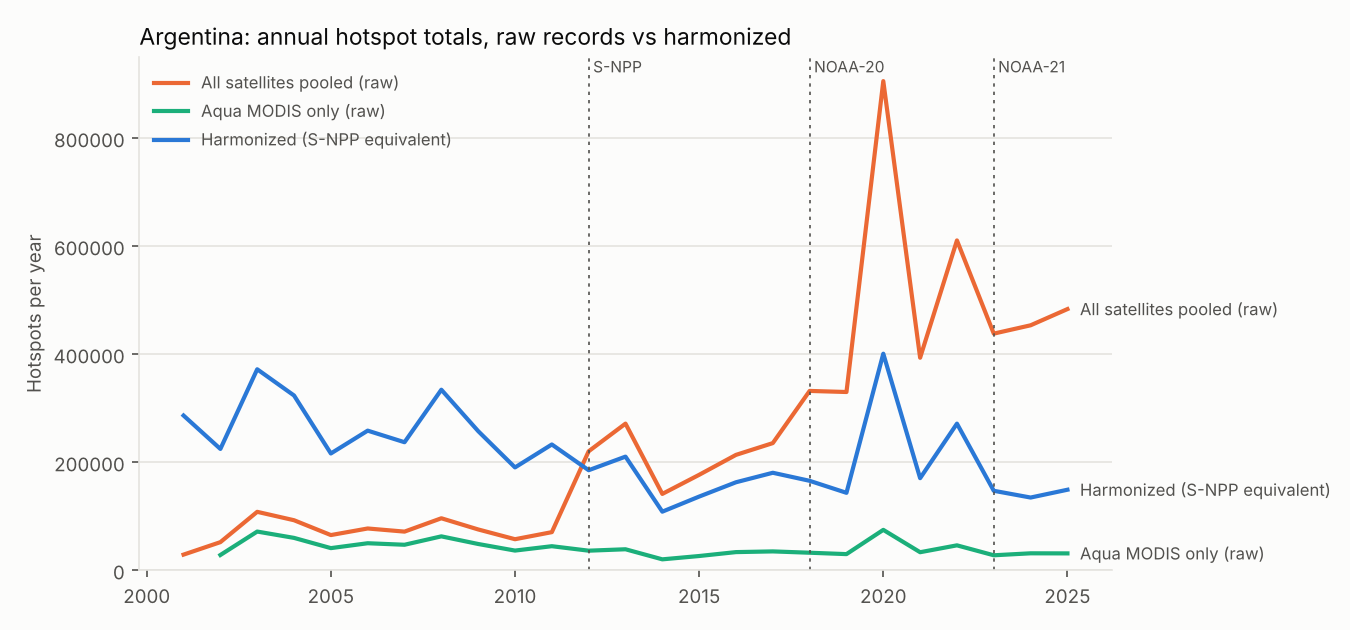 Argentina: annual hotspot totals, raw records vs harmonized
S-NPP
NOAA-20
NOAA-21
All satellites pooled (raw)
Aqua MODIS only (raw)
Harmonized (S-NPP equivalent)
Hotspots per year
800000
600000
400000
200000
0
All satellites pooled (raw)
Harmonized (S-NPP equivalent)
Aqua MODIS only (raw)
2000 2005 2010 2015 2020 2025